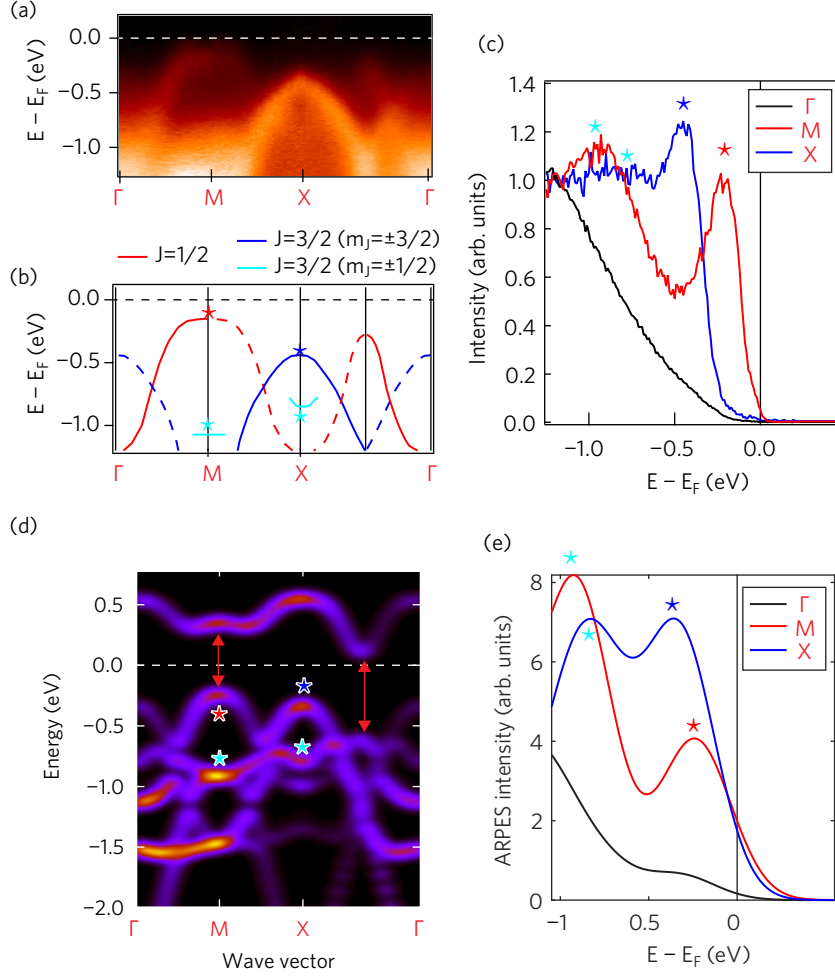 (a)
E – E_F (eV)
0.0
−0.5
−1.0
Γ M X Γ
J=1/2
J=3/2 (m_J=±3/2)
J=3/2 (m_J=±1/2)
(b)
E – E_F (eV)
0.0
−0.5
−1.0
Γ M X Γ
(c)
Intensity (arb. units)
1.4
1.2
1.0
0.8
0.6
0.4
0.2
0.0
−1.0 −0.5 0.0
E – E_F (eV)
Γ
M
X
(d)
Energy (eV)
0.5
0.0
−0.5
−1.0
−1.5
−2.0
Γ M X Γ
Wave vector
(e)
ARPES intensity (arb. units)
8
6
4
2
0
−1 0.5 0
E – E_F (eV)
Γ
M
X